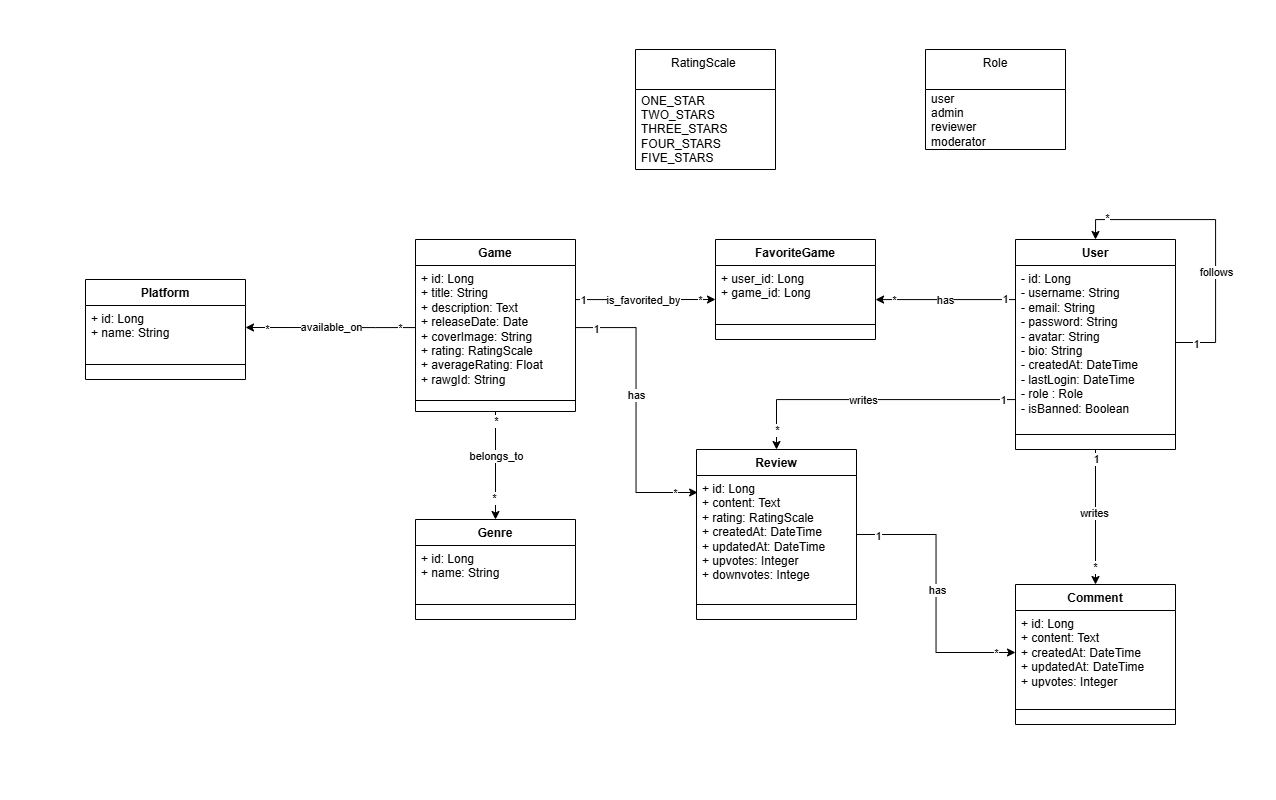 RatingScale
ONE_STAR
TWO_STARS
THREE_STARS
FOUR_STARS
FIVE_STARS
Role
user
admin
reviewer
moderator
Platform
+ id: Long
+ name: String
* available_on *
Game
+ id: Long
+ title: String
+ description: Text
+ releaseDate: Date
+ coverImage: String
+ rating: RatingScale
+ averageRating: Float
+ rawgId: String
1 is_favorited_by *
FavoriteGame
+ user_id: Long
+ game_id: Long
* has 1
User
- id: Long
- username: String
- email: String
- password: String
- avatar: String
- bio: String
- createdAt: DateTime
- lastLogin: DateTime
- role : Role
- isBanned: Boolean
*
follows
1
1
has
*
writes 1
*
*
belongs_to
*
Genre
+ id: Long
+ name: String
Review
+ id: Long
+ content: Text
+ rating: RatingScale
+ createdAt: DateTime
+ updatedAt: DateTime
+ upvotes: Integer
+ downvotes: Intege
1
has
*
1
writes
*
Comment
+ id: Long
+ content: Text
+ createdAt: DateTime
+ updatedAt: DateTime
+ upvotes: Integer